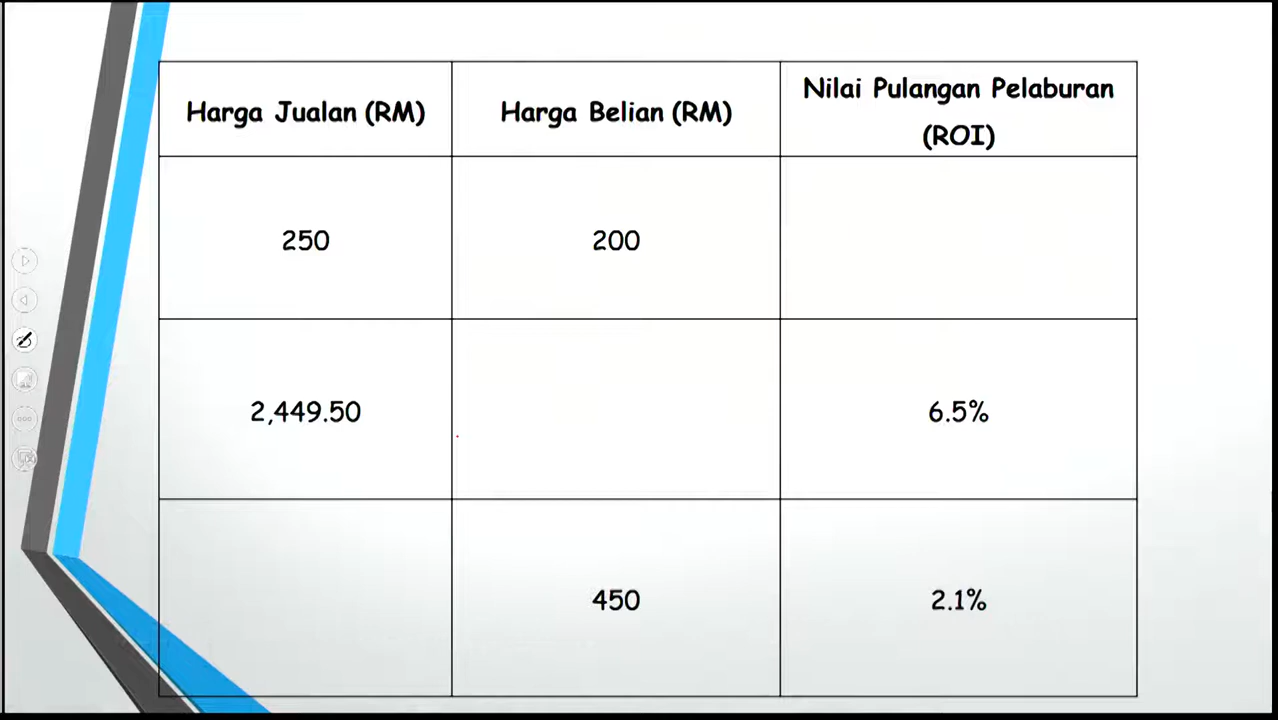 Harga Jualan (RM)
Harga Belian (RM)
Nilai Pulangan Pelaburan
(ROI)
250
200
2,449.50
6.5%
450
2.1%